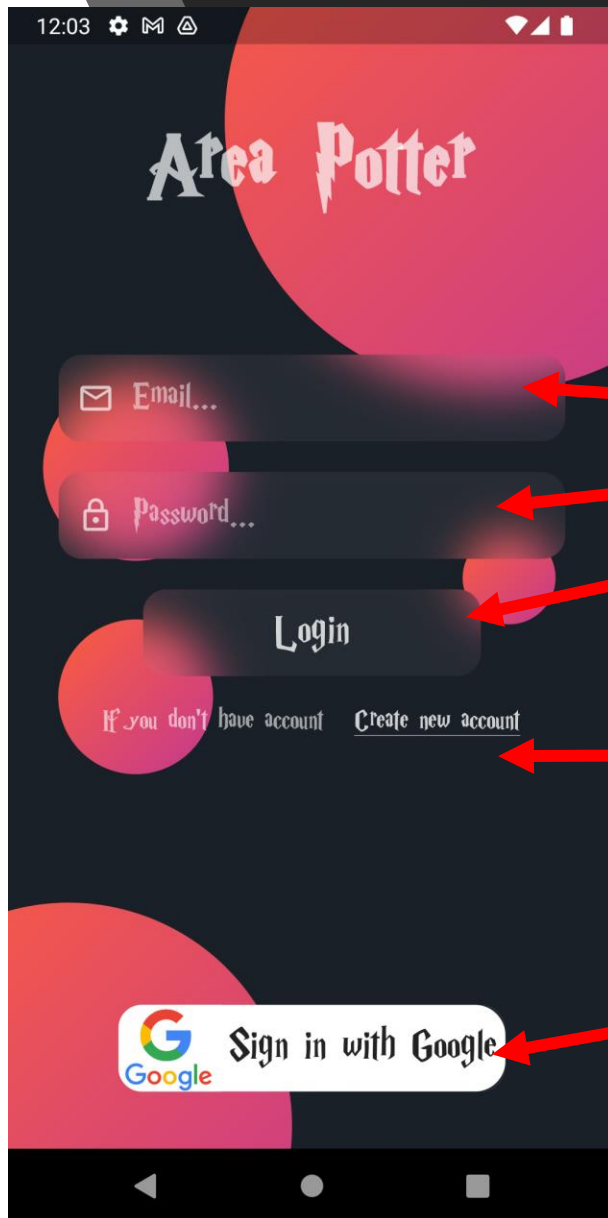 12:03
Area Potter
Email...
Password...
Login
If you don't have account Create new account
Google Sign in with Google